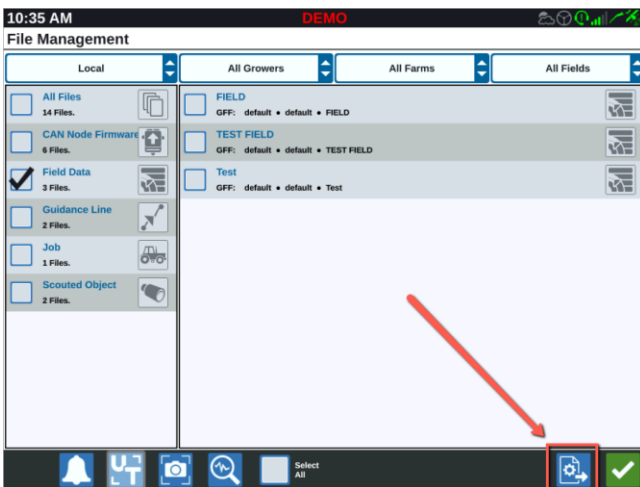 10:35 AM DEMO
File Management
Local All Growers All Farms All Fields
All Files
14 Files.
CAN Node Firmware
6 Files.
Field Data
3 Files.
Guidance Line
2 Files.
Job
1 Files.
Scouted Object
2 Files.
FIELD
GFF: default • default • FIELD
TEST FIELD
GFF: default • default • TEST FIELD
Test
GFF: default • default • Test
UT
Select
All